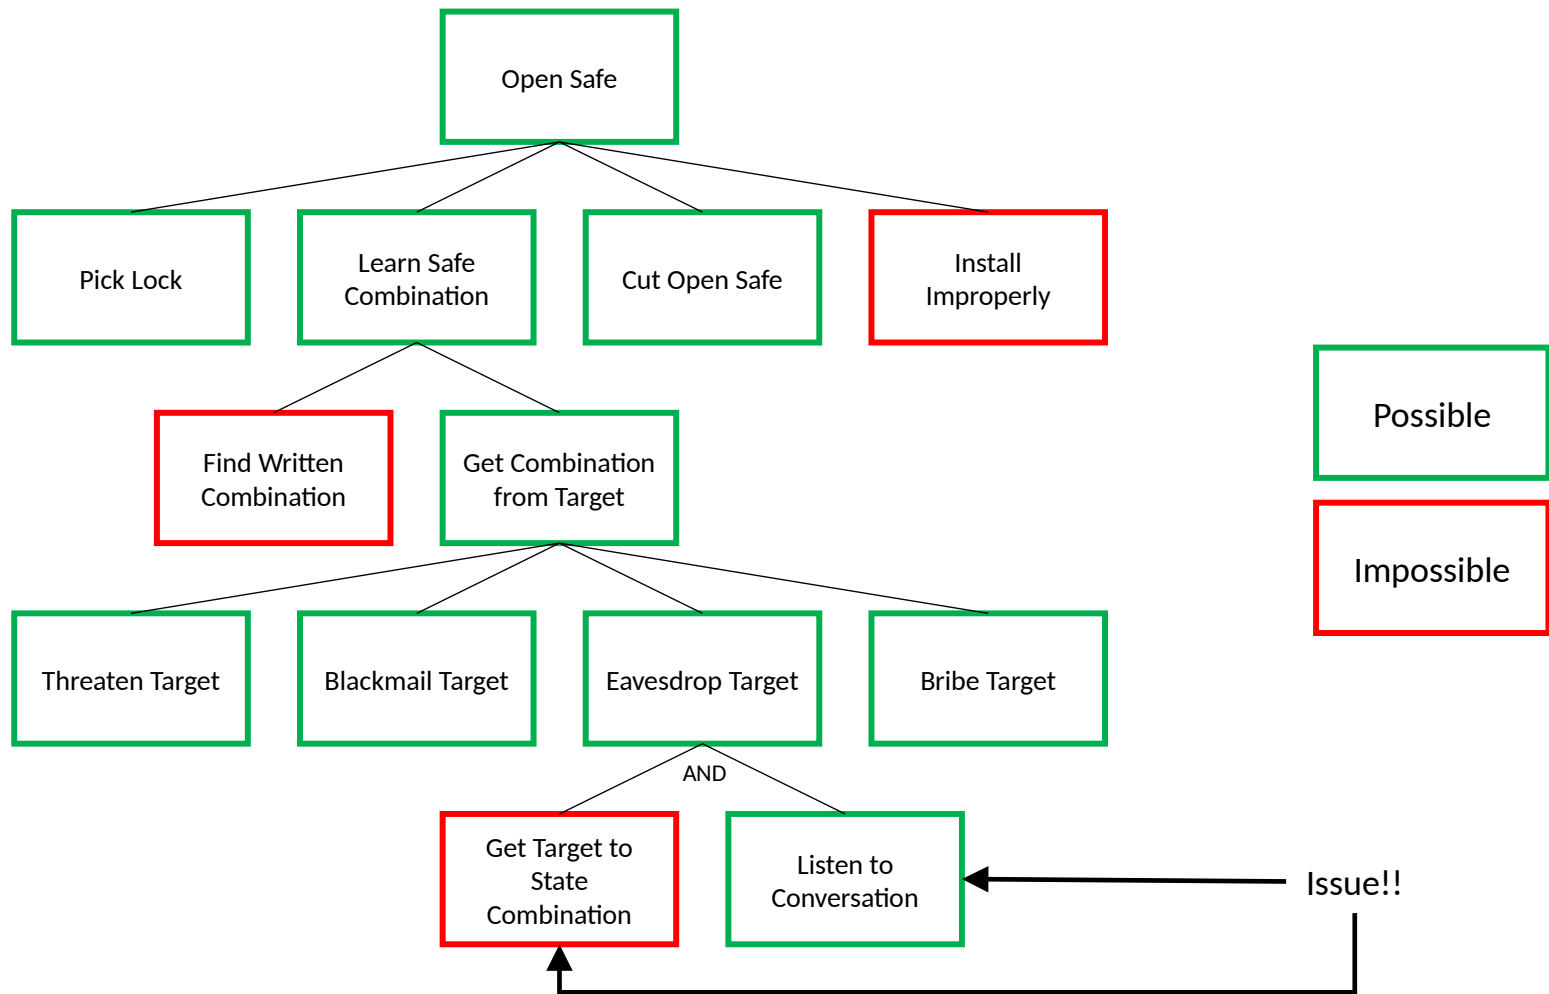 Open Safe
Pick Lock
Learn Safe
Combination
Cut Open Safe
Install
Improperly
Find Written
Combination
Get Combination
from Target
Possible
Impossible
Threaten Target
Blackmail Target
Eavesdrop Target
Bribe Target
AND
Get Target to
State
Combination
Listen to
Conversation
Issue!!